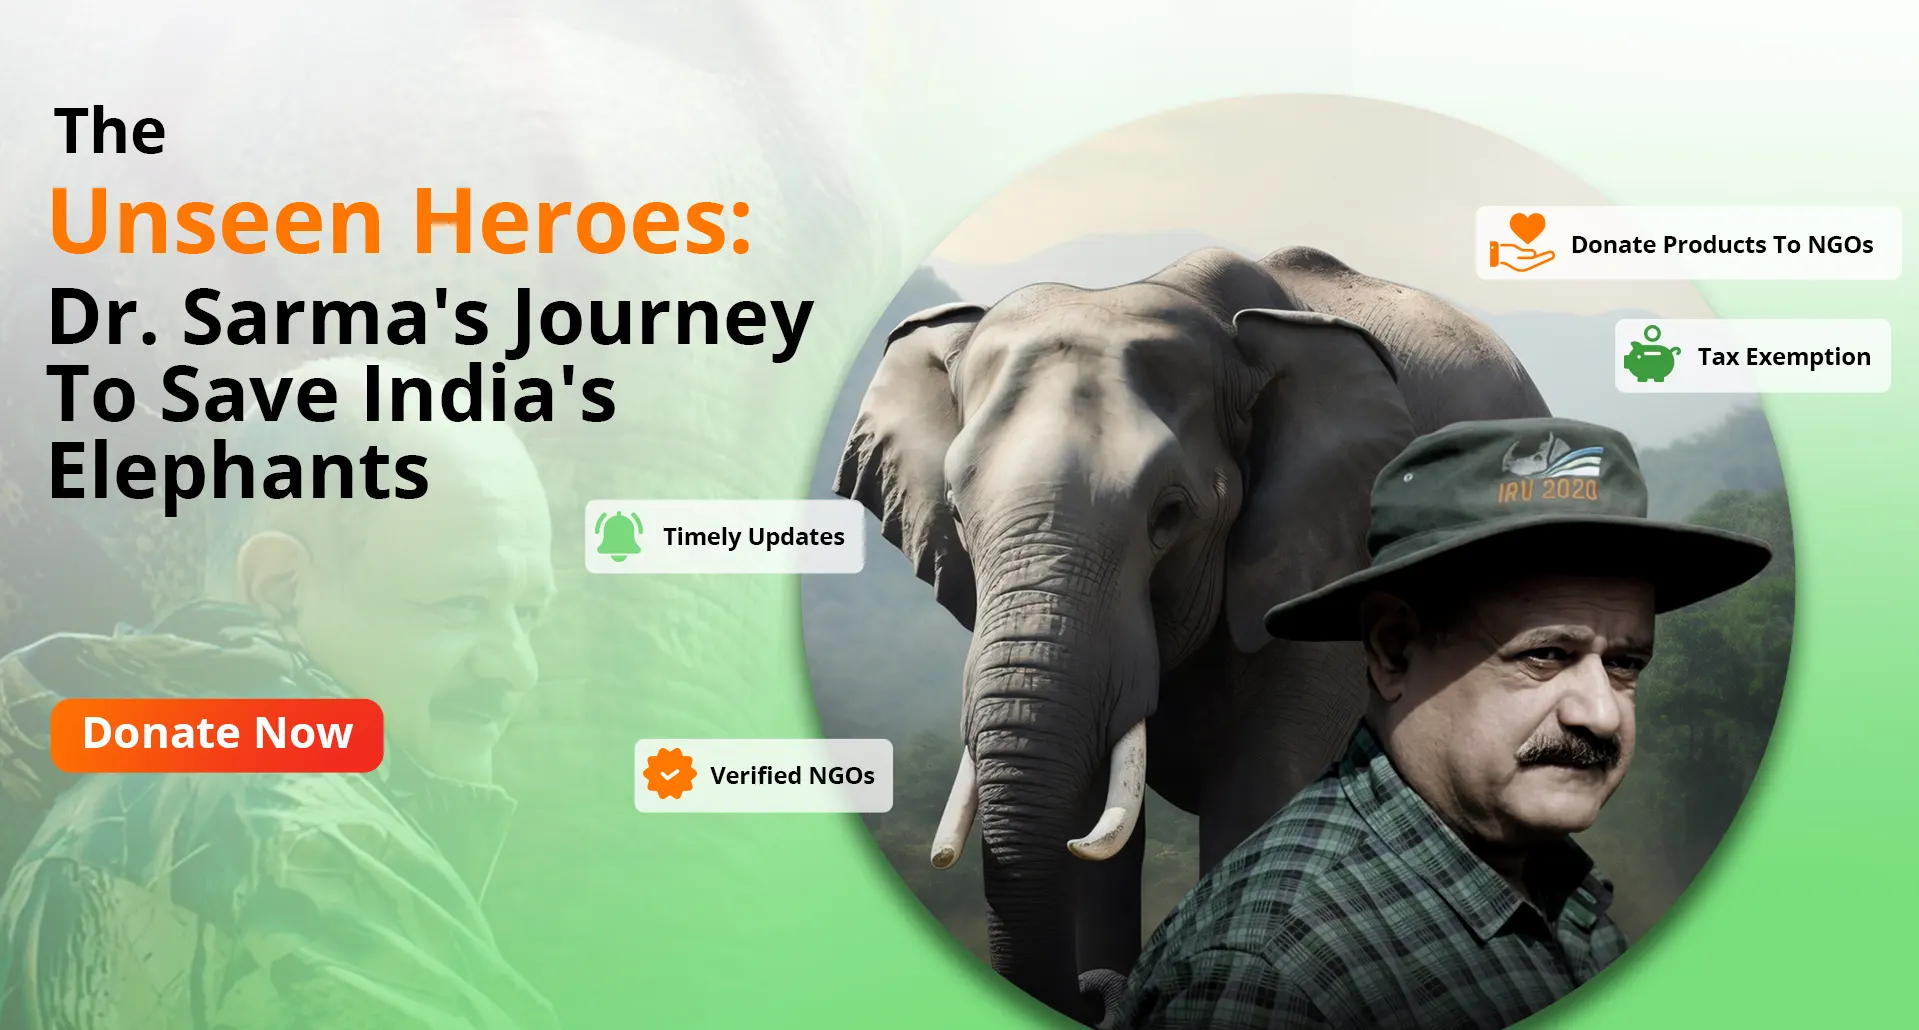 The
Unseen Heroes:
Dr. Sarma's Journey
To Save India's
Elephants
Donate Products To NGOs
Tax Exemption
IRV 2020
Timely Updates
Donate Now
Verified NGOs